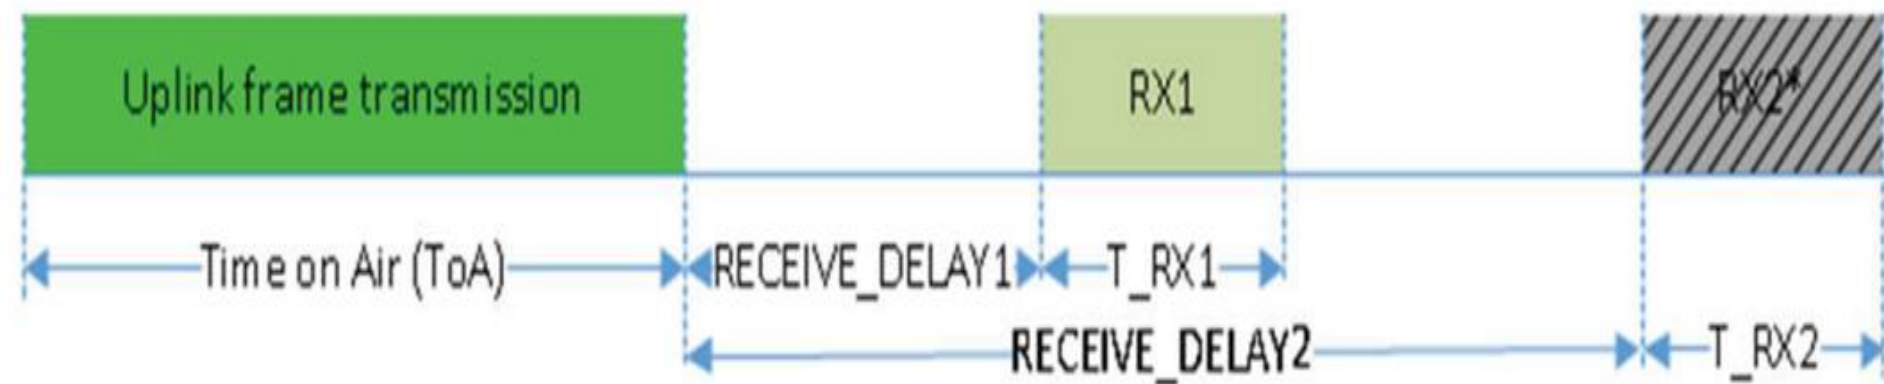 Uplink frame transmission
RX1
RX2*
Time on Air (ToA)
RECEIVE_DELAY1
T_RX1
RECEIVE_DELAY2
T_RX2